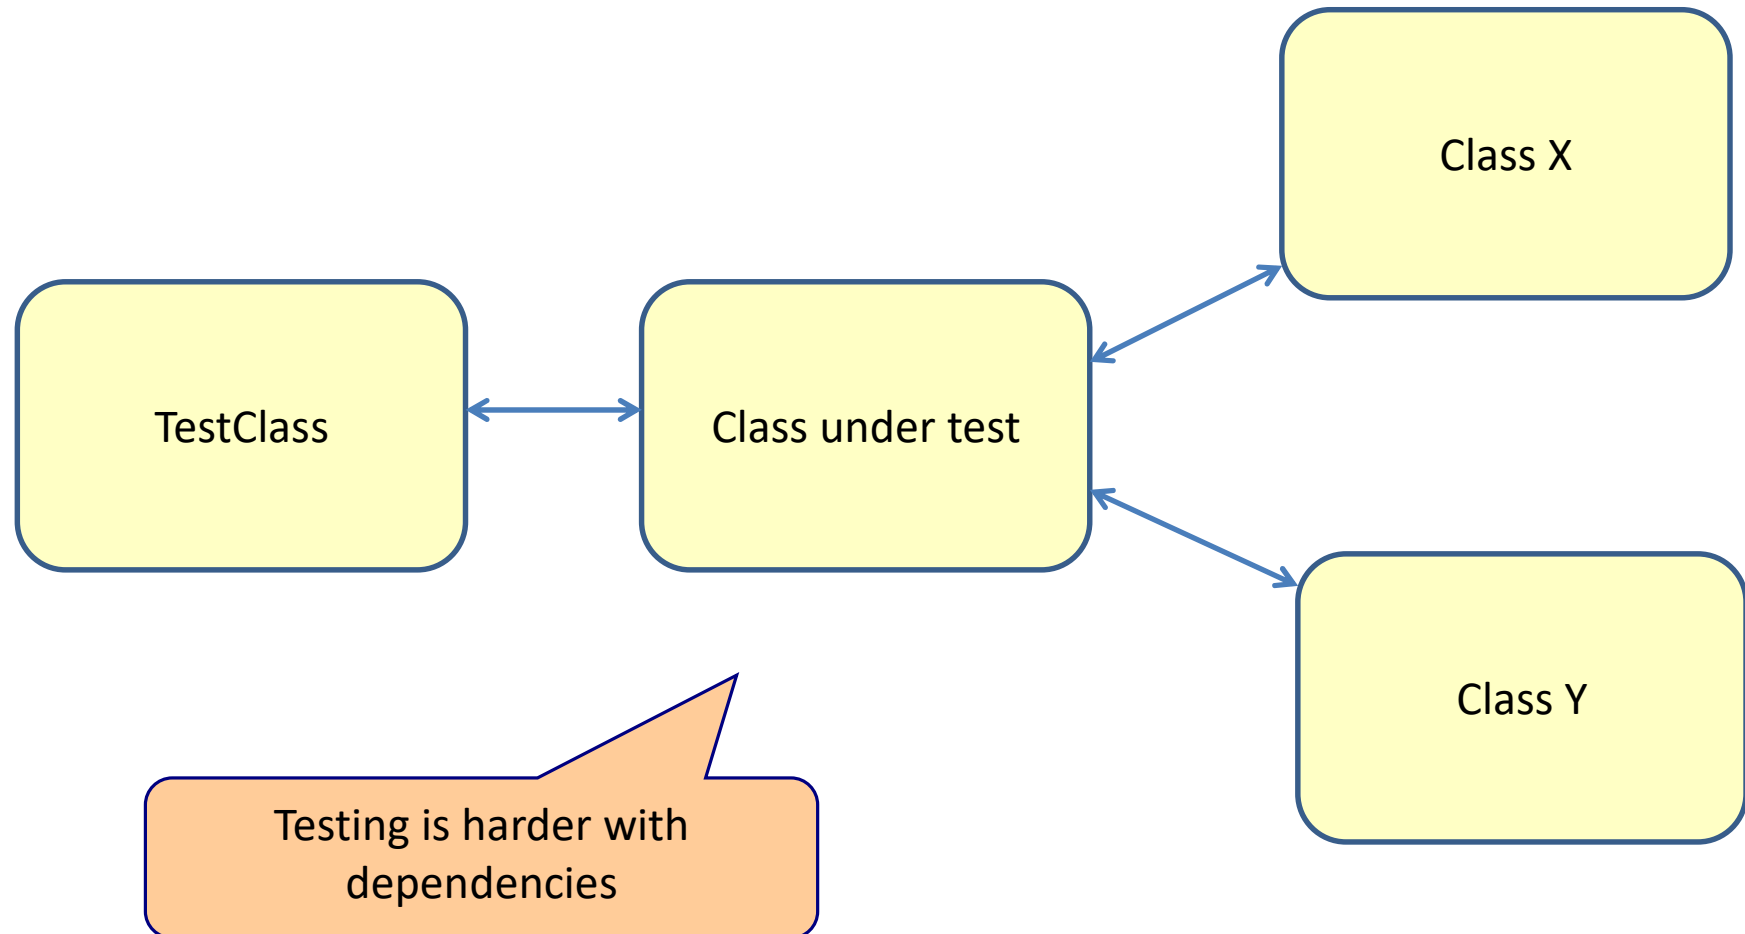 Class X
TestClass
Class under test
Class Y
Testing is harder with
dependencies